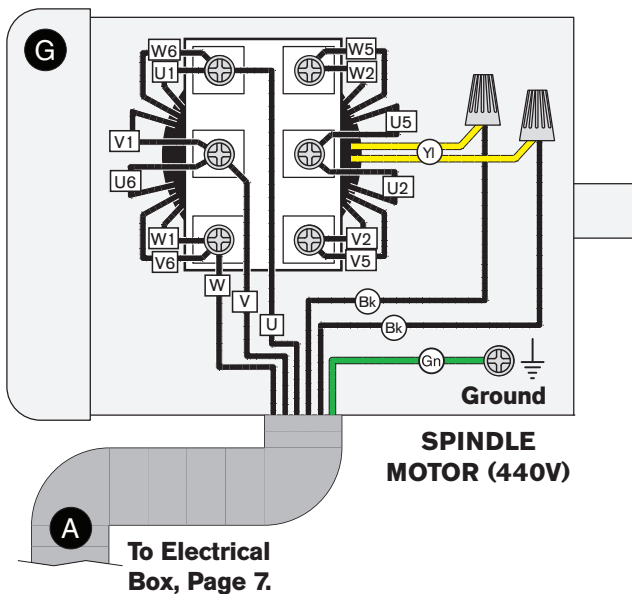 G
W6
U1
V1
U6
W1
V6
W5
W2
U5
Yl
U2
V2
V5
W
V
U
Bk
Bk
Gn
Ground
SPINDLE
MOTOR (440V)
A
To Electrical
Box, Page 7.